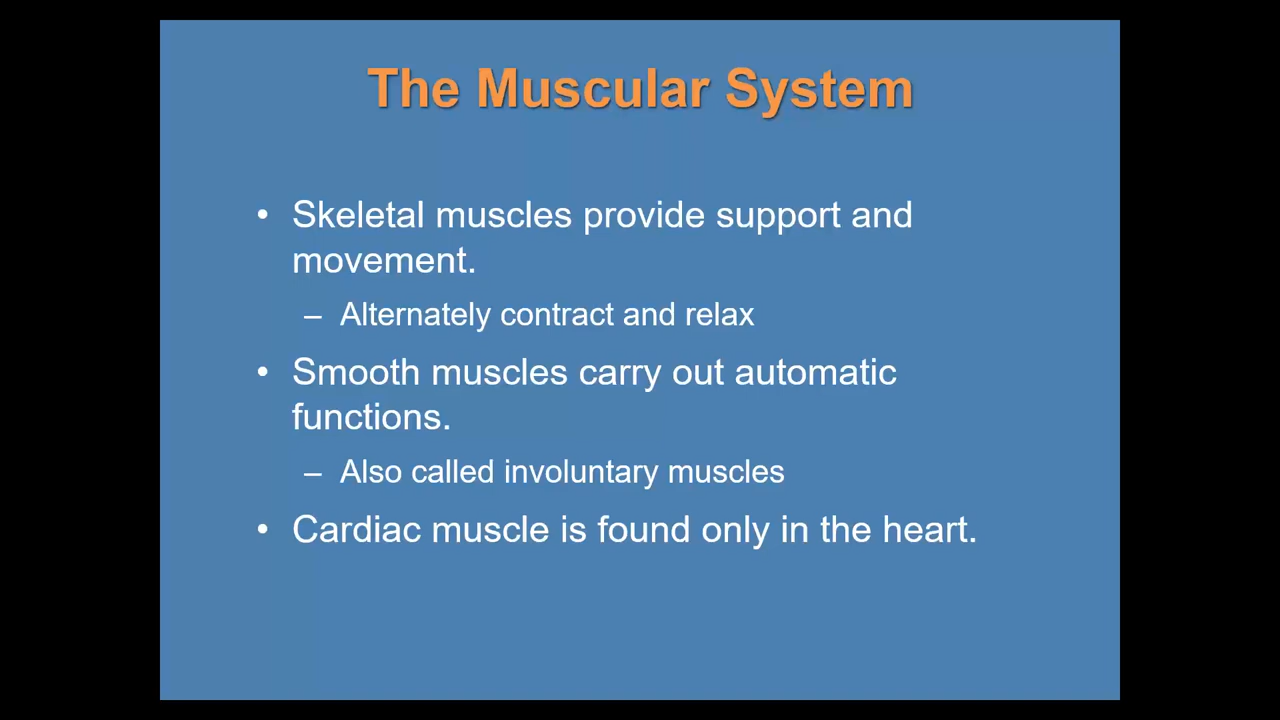 The Muscular System
• Skeletal muscles provide support and
movement.
– Alternately contract and relax
• Smooth muscles carry out automatic
functions.
– Also called involuntary muscles
• Cardiac muscle is found only in the heart.